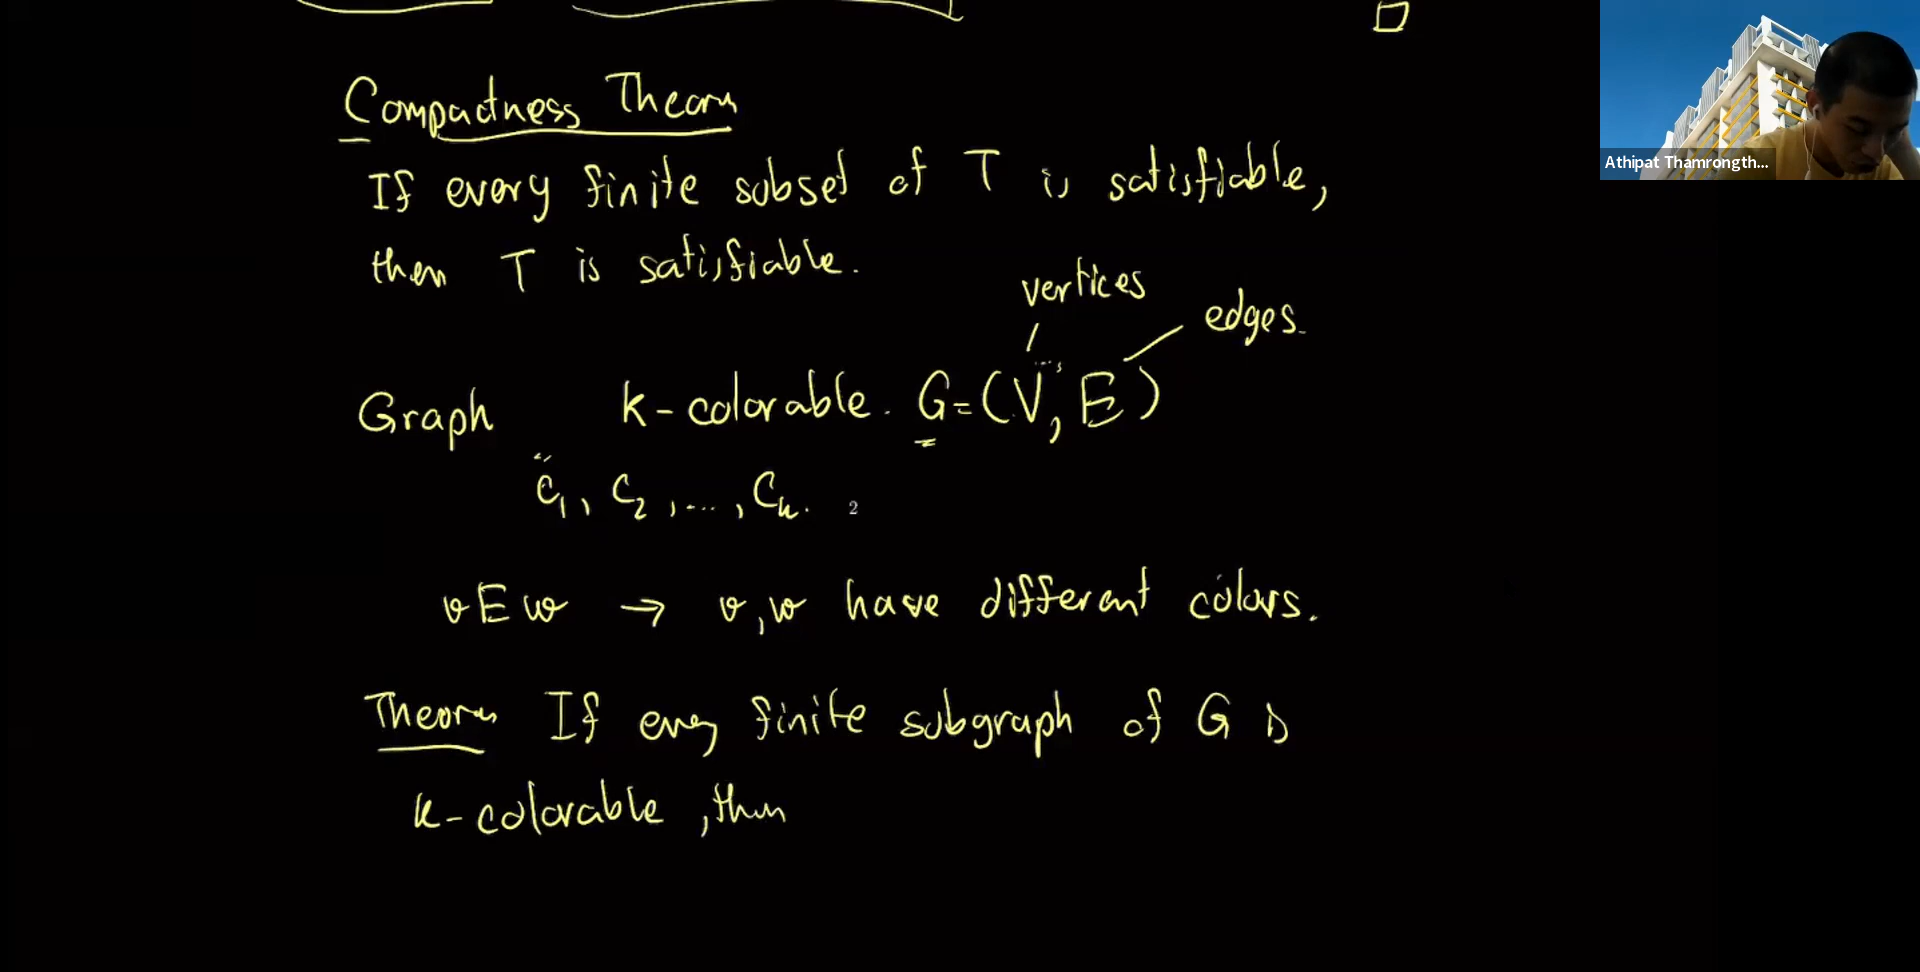 Compactness Theorem
Athipat Thamrongth...
If every finite subset of T is satisfiable,
then T is satisfiable.
vertices
edges.
Graph k-colorable. G=(V, E)
C1, C2, ..., Ck. 2
vEw → v,w have different colors.
Theorem If every finite subgraph of G is
k-colorable, then